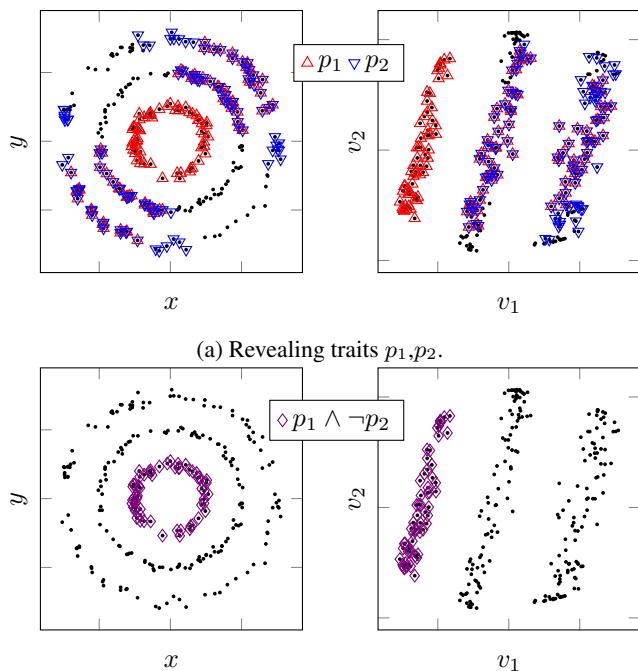 p₁ p₂
y
v₂
x
v₁
(a) Revealing traits p₁,p₂.
p₁ ∧ ¬p₂
y
v₂
x
v₁